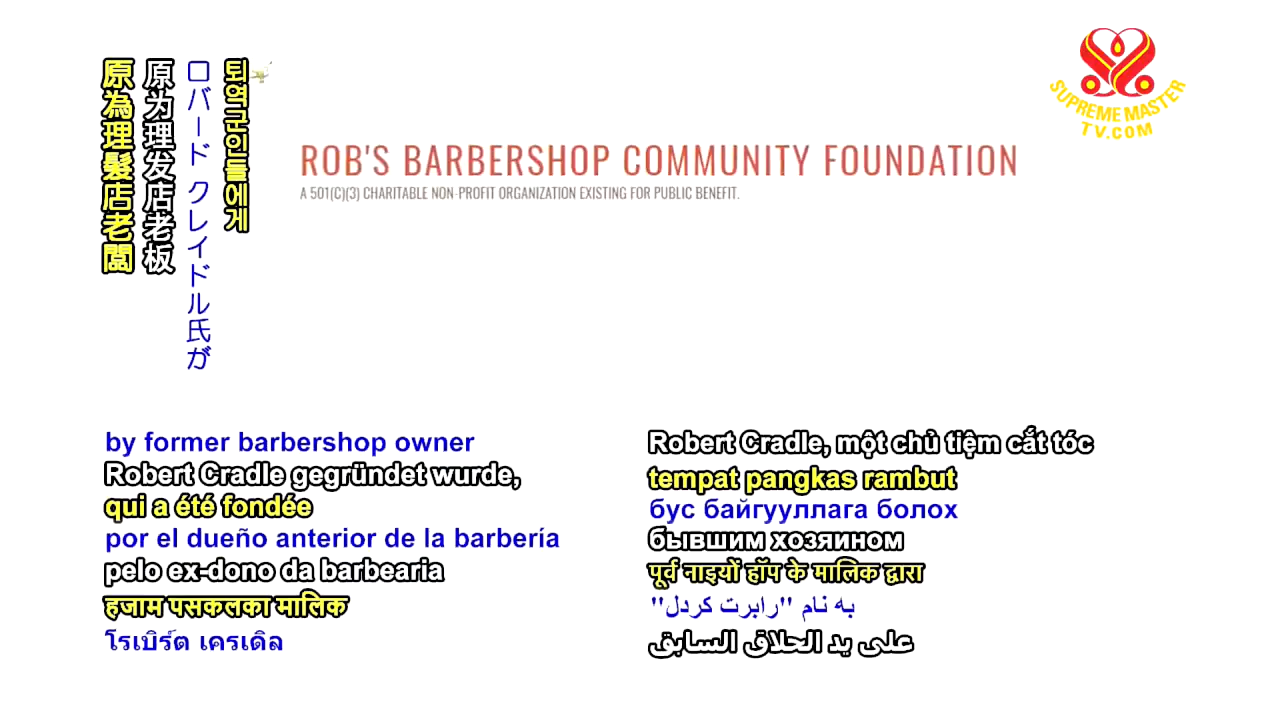 原為理髮店老闆
原为理发店老板
ロバード クレイドル氏が
퇴역군인들에게
SUPREME MASTER
TV.COM
ROB'S BARBERSHOP COMMUNITY FOUNDATION
A 501(C)(3) CHARITABLE NON-PROFIT ORGANIZATION EXISTING FOR PUBLIC BENEFIT.
by former barbershop owner
Robert Cradle gegründet wurde,
qui a été fondée
por el dueño anterior de la barbería
pelo ex-dono da barbearia
हजाम पसकलका मालिक
โรเบิร์ต เครเดิล
Robert Cradle, một chủ tiệm cắt tóc
tempat pangkas rambut
бус байгууллага болох
бывшим хозяином
पूर्व नाइयों हॉप के मालिक द्वारा
به نام "رابرت کردل"
على يد الحلاق السابق